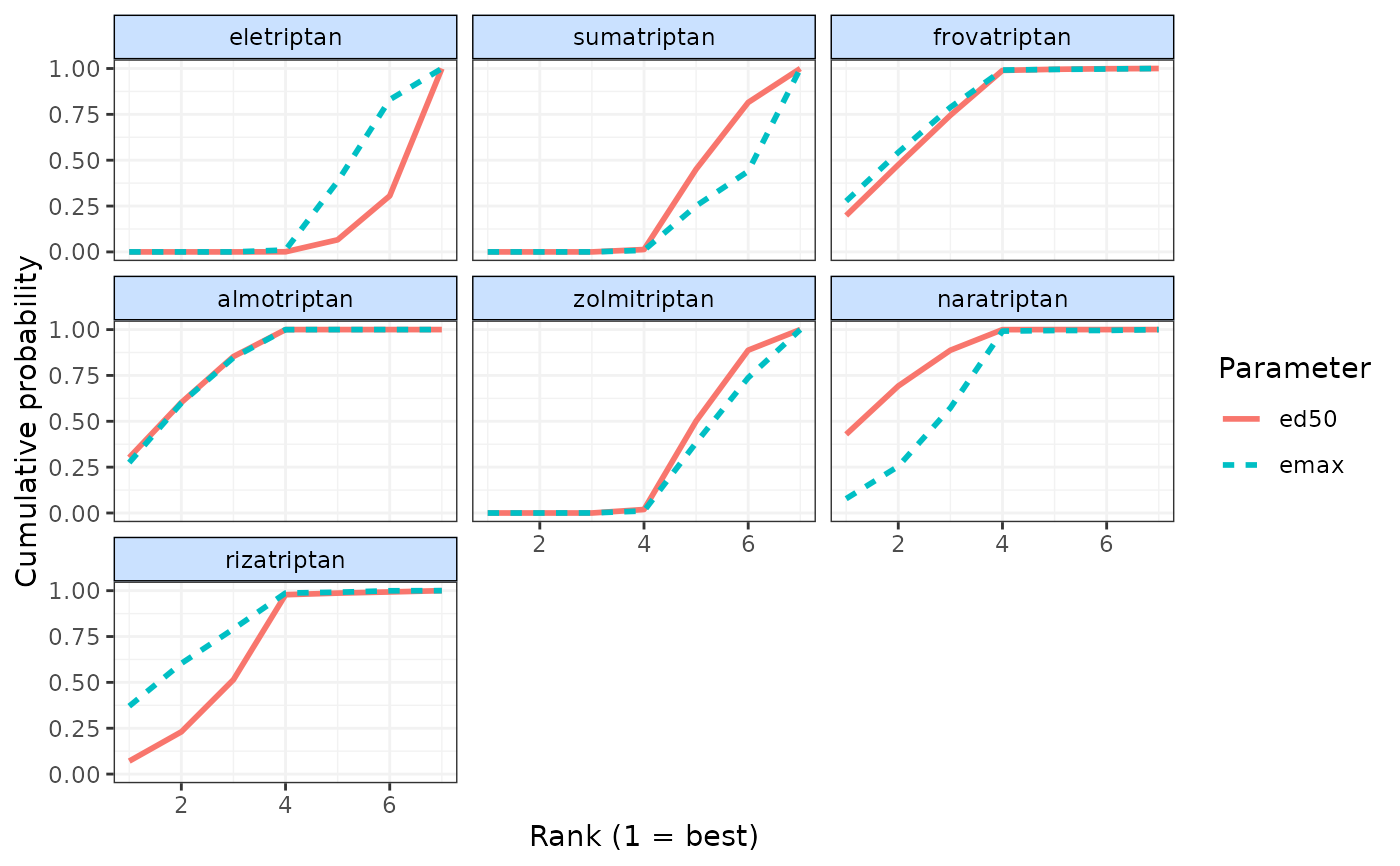 eletriptan sumatriptan frovatriptan
1.00
0.75
0.50
0.25
0.00
almotriptan zolmitriptan naratriptan
1.00
0.75
0.50
0.25
0.00
2 4 6 2 4 6
rizatriptan
1.00
0.75
0.50
0.25
0.00
2 4 6
Rank (1 = best)
Cumulative probability
Parameter
ed50
emax